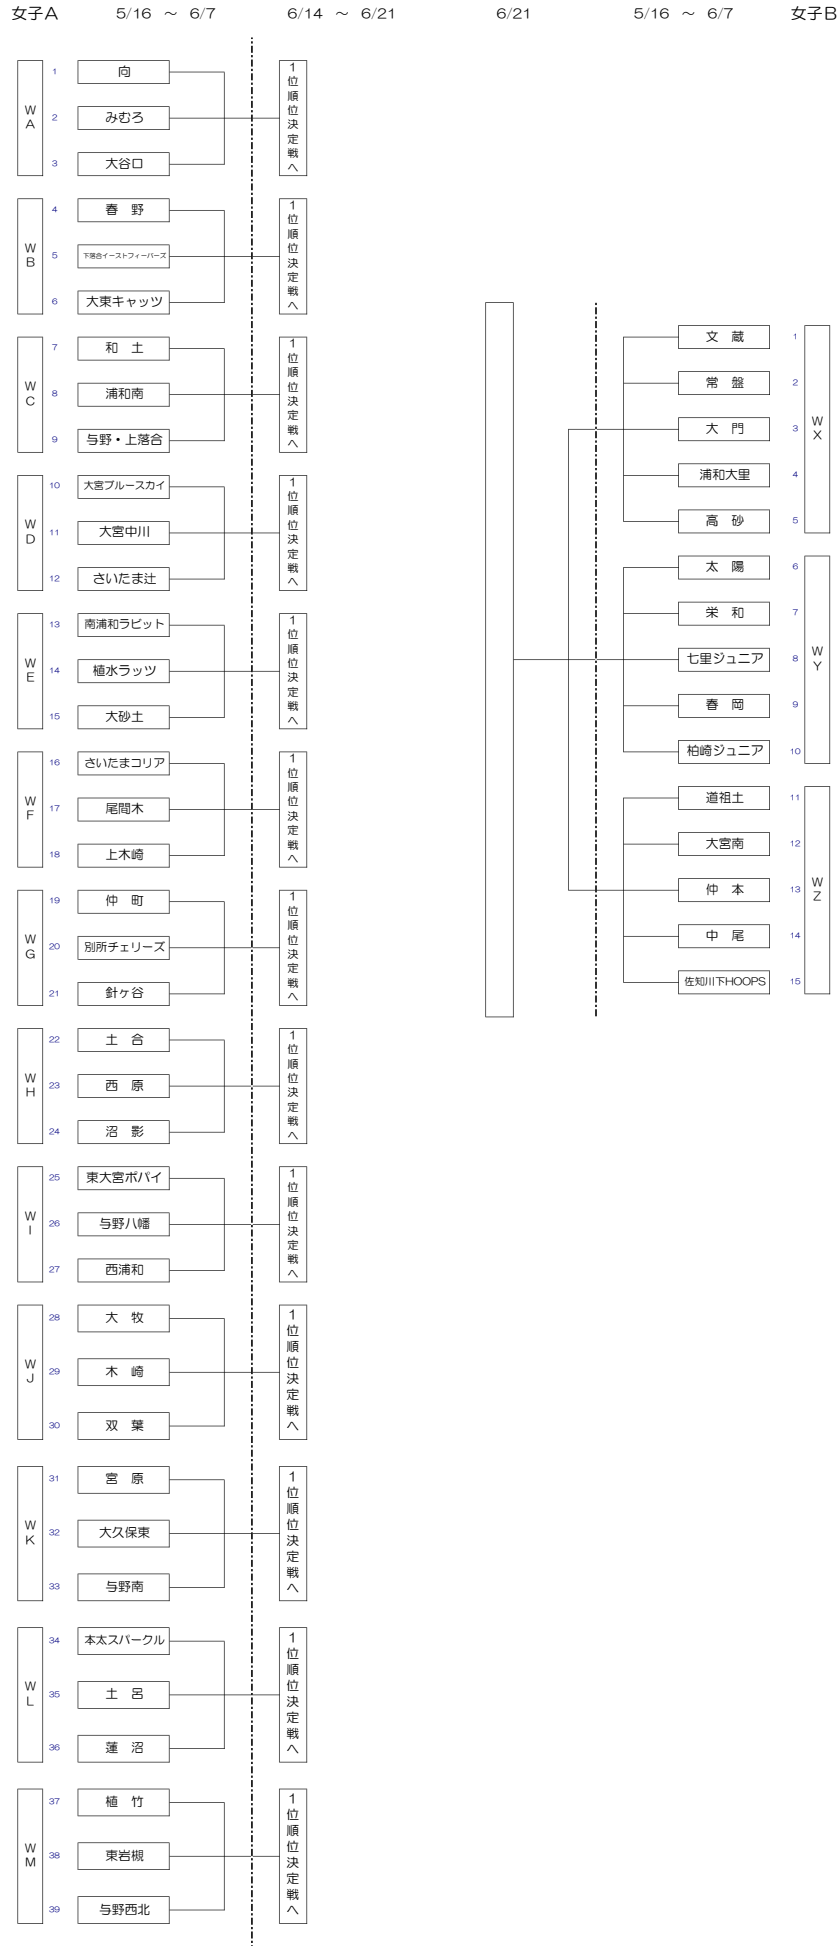 女子A 5/16 ～ 6/7 6/14 ～ 6/21 6/21 5/16 ～ 6/7 女子B
WA
1 向
2 みむろ
3 大谷口
1位順位決定戦へ
WB
4 春 野
5 下落合イーストフィーバーズ
6 大東キャッツ
1位順位決定戦へ
WC
7 和 土
8 浦和南
9 与野・上落合
1位順位決定戦へ
WD
10 大宮ブルースカイ
11 大宮中川
12 さいたま辻
1位順位決定戦へ
WE
13 南浦和ラビット
14 植水ラッツ
15 大砂土
1位順位決定戦へ
WF
16 さいたまコリア
17 尾間木
18 上木崎
1位順位決定戦へ
WG
19 仲 町
20 別所チェリーズ
21 針ヶ谷
1位順位決定戦へ
WH
22 土 合
23 西 原
24 沼 影
1位順位決定戦へ
WI
25 東大宮ポパイ
26 与野八幡
27 西浦和
1位順位決定戦へ
WJ
28 大 牧
29 木 崎
30 双 葉
1位順位決定戦へ
WK
31 宮 原
32 大久保東
33 与野南
1位順位決定戦へ
WL
34 本太スパークル
35 土 呂
36 蓮 沼
1位順位決定戦へ
WM
37 植 竹
38 東岩槻
39 与野西北
1位順位決定戦へ
文 蔵 1
常 盤 2
大 門 3
浦和大里 4
高 砂 5
WX
太 陽 6
栄 和 7
七里ジュニア 8
春 岡 9
柏崎ジュニア 10
WY
道祖土 11
大宮南 12
仲 本 13
中 尾 14
佐知川下HOOPS 15
WZ